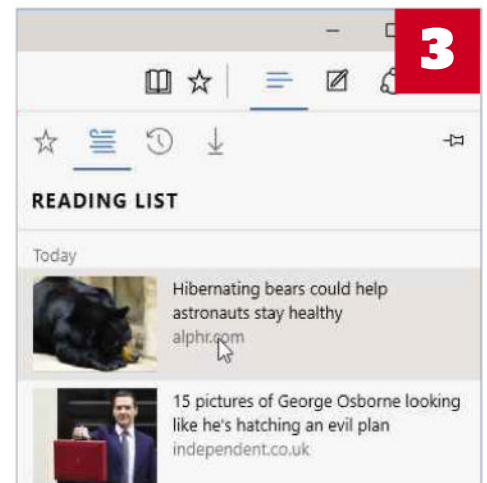 3
READING LIST
Today
Hibernating bears could help
astronauts stay healthy
alphr.com
15 pictures of George Osborne looking
like he's hatching an evil plan
independent.co.uk